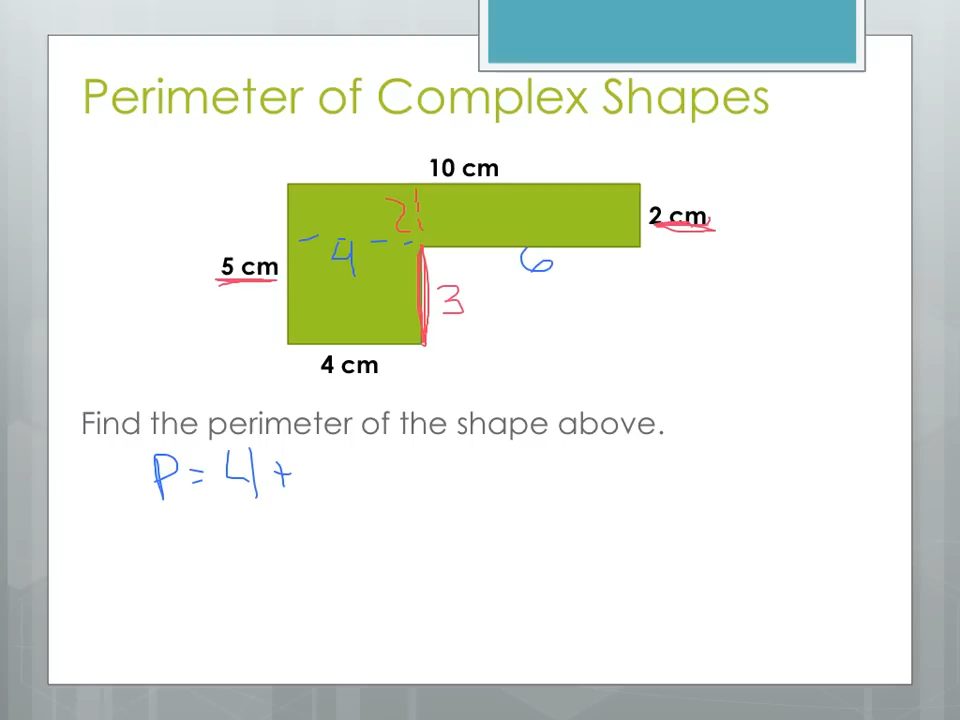 Perimeter of Complex Shapes
10 cm
2
2 cm
4
5 cm
6
3
4 cm
Find the perimeter of the shape above.
P = 4 +